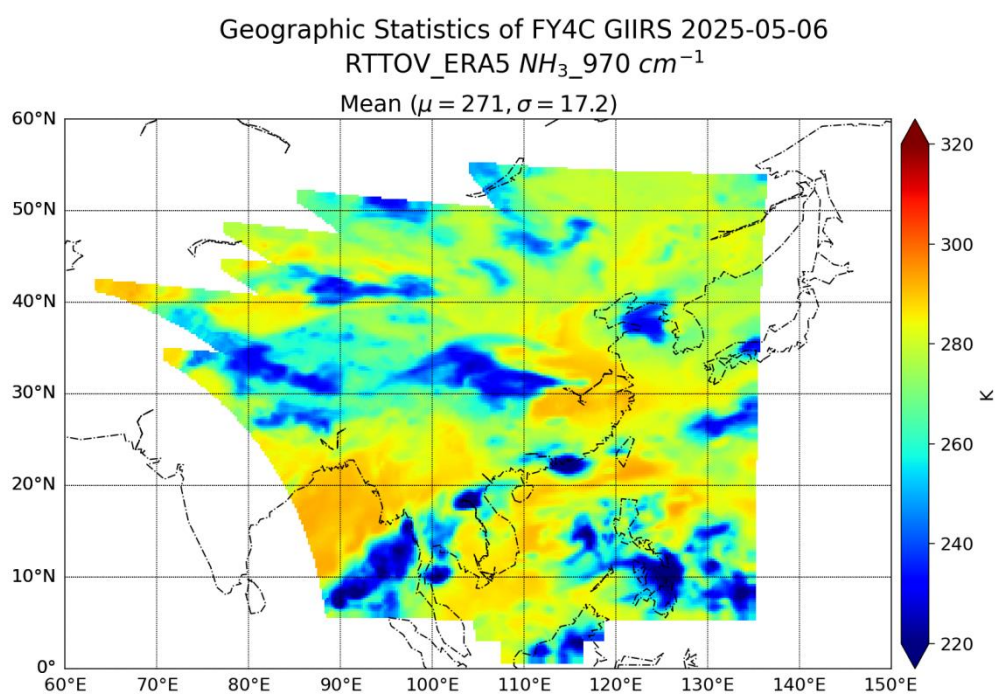 Geographic Statistics of FY4C GIIRS 2025-05-06
RTTOV_ERA5 NH₃_970 cm⁻¹
Mean (μ = 271, σ = 17.2)
60°N
50°N
40°N
30°N
20°N
10°N
0°
60°E 70°E 80°E 90°E 100°E 110°E 120°E 130°E 140°E 150°E
320
300
280
260
240
220
K